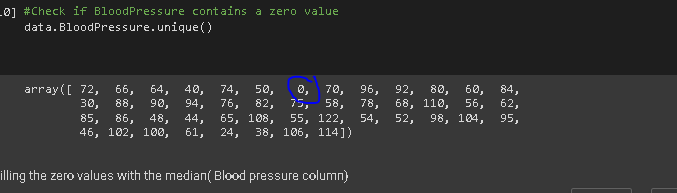 #Check if BloodPressure contains a zero value
data.BloodPressure.unique()
array([ 72, 66, 64, 40, 74, 50, 0, 70, 96, 92, 80, 60, 84,
30, 88, 90, 94, 76, 82, 75, 58, 78, 68, 110, 56, 62,
85, 86, 48, 44, 65, 108, 55, 122, 54, 52, 98, 104, 95,
46, 102, 100, 61, 24, 38, 106, 114])
illing the zero values with the median( Blood pressure column)